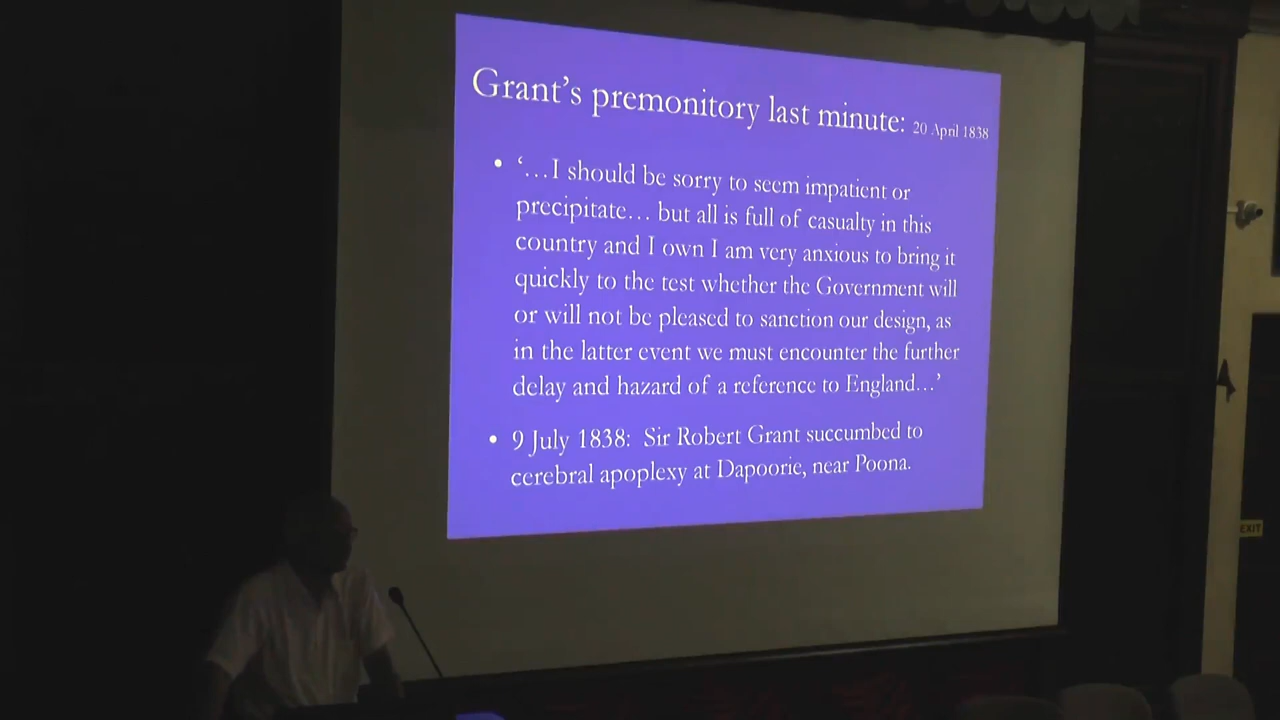 Grant’s premonitory last minute: 20 April 1838
• ‘…I should be sorry to seem impatient or
precipitate… but all is full of casualty in this
country and I own I am very anxious to bring it
quickly to the test whether the Government will
or will not be pleased to sanction our design, as
in the latter event we must encounter the further
delay and hazard of a reference to England…’
• 9 July 1838: Sir Robert Grant succumbed to
cerebral apoplexy at Dapoorie, near Poona.
EXIT